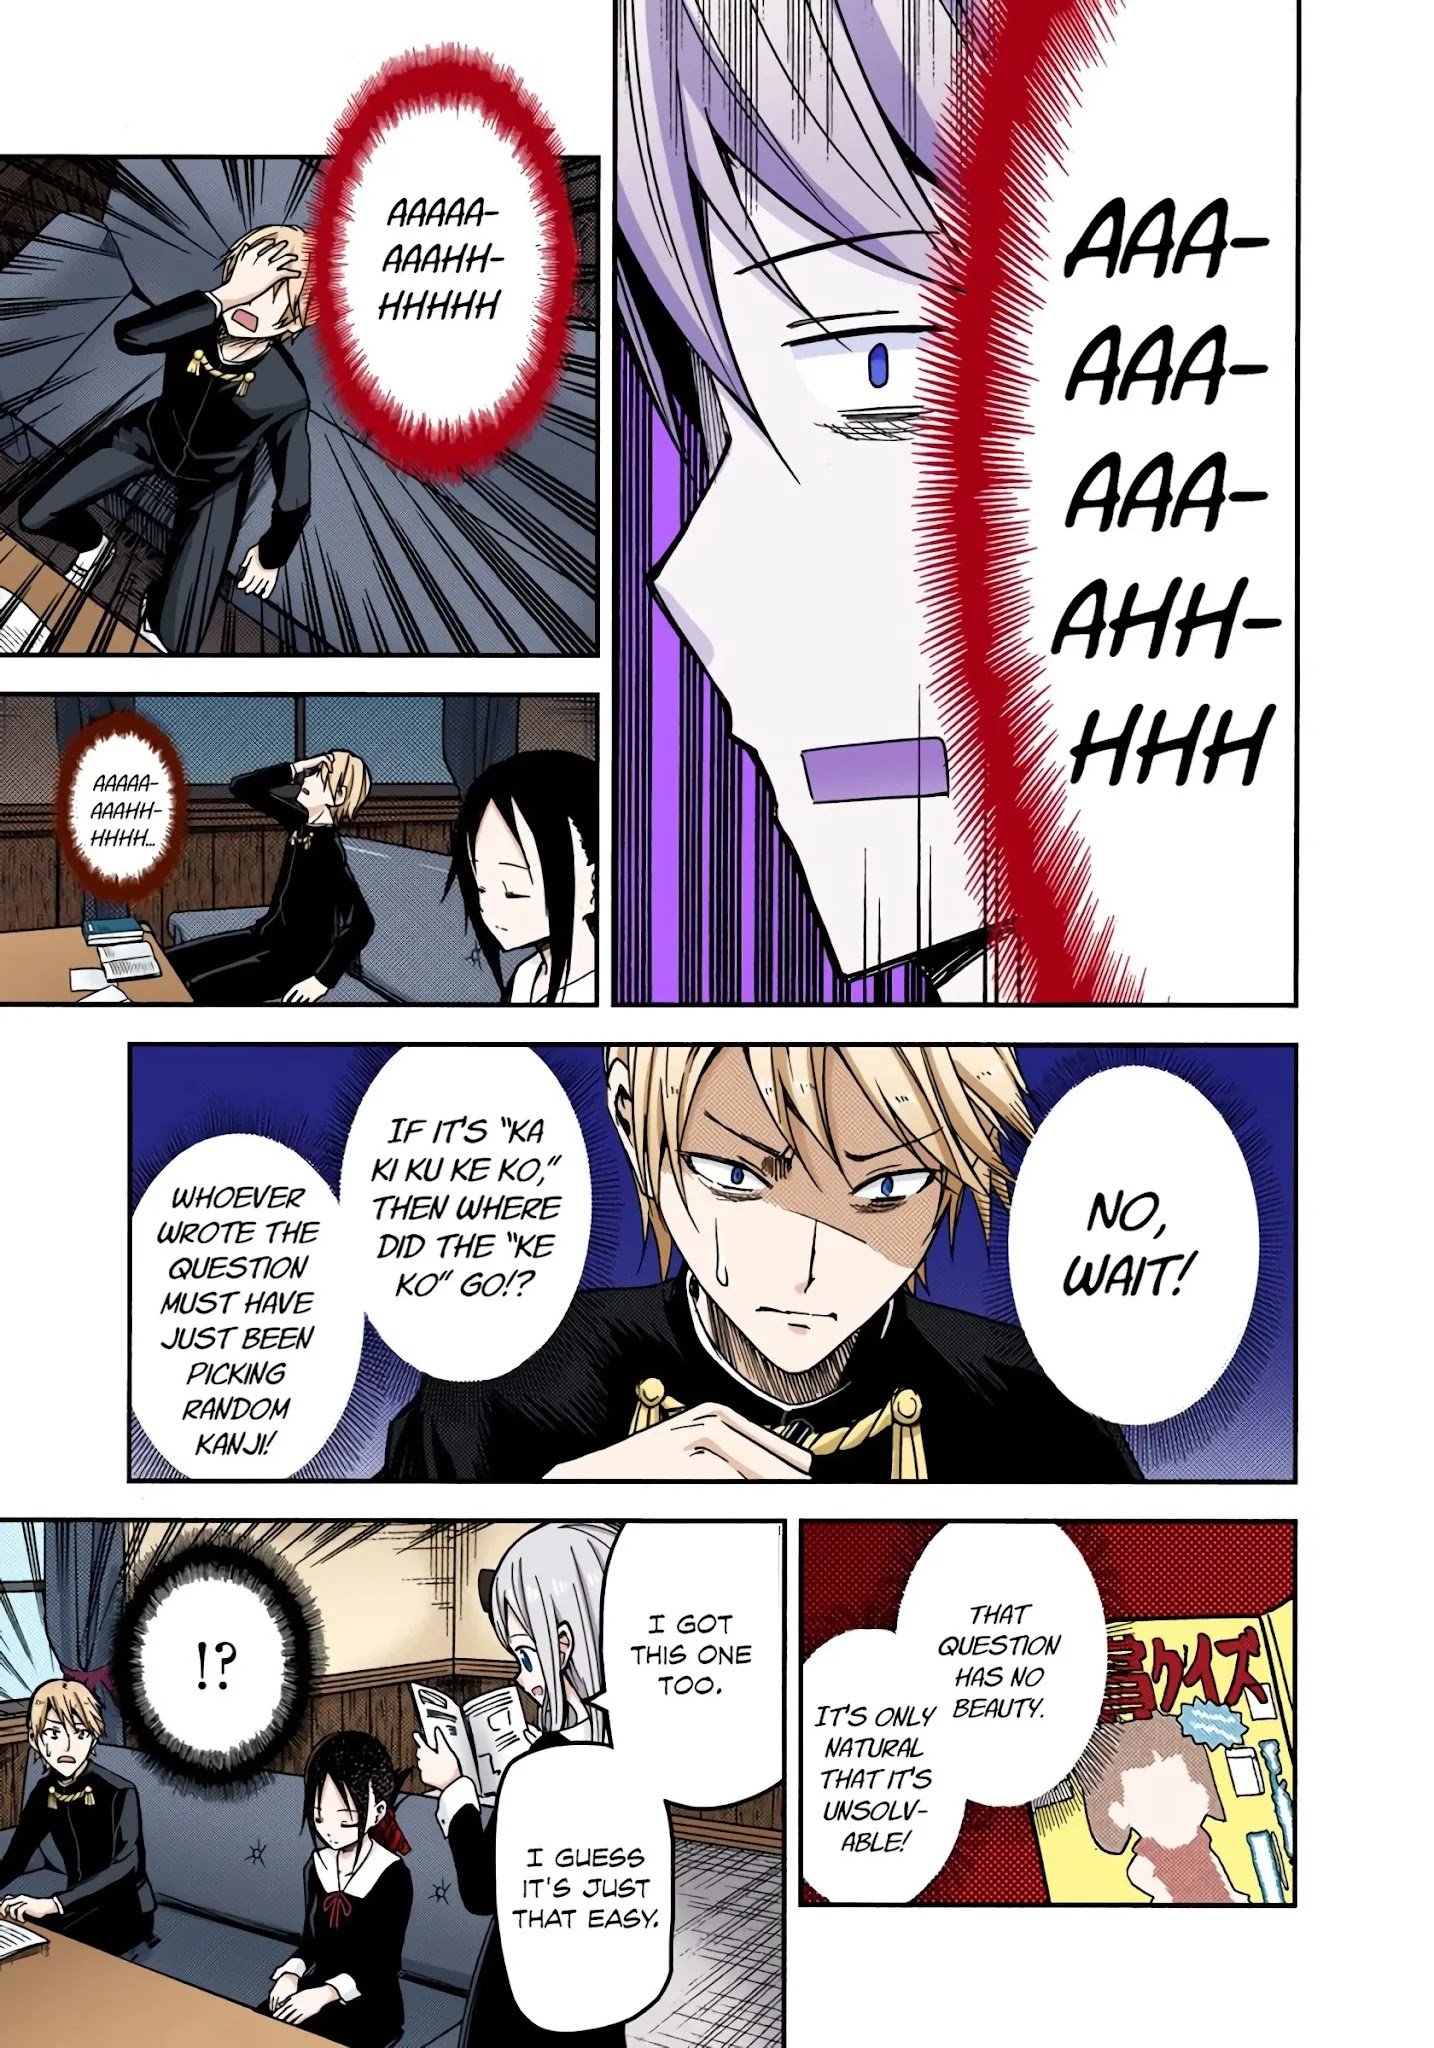 AAA-
AAA-
AAA-
AHH-
HHH
AAAAA-
AAAHH-
HHHHH
AAAAA-
AAAHH-
HHHH...
NO,
WAIT!
IF IT'S "KA
KI KU KE KO,"
THEN WHERE
DID THE "KE
KO" GO!?
WHOEVER
WROTE THE
QUESTION
MUST HAVE
JUST BEEN
PICKING
RANDOM
KANJI!
THAT
QUESTION
HAS NO
BEAUTY.
IT'S ONLY
NATURAL
THAT IT'S
UNSOLV-
ABLE!
書クイズ
I GOT
THIS ONE
TOO.
I GUESS
IT'S JUST
THAT EASY.
!?